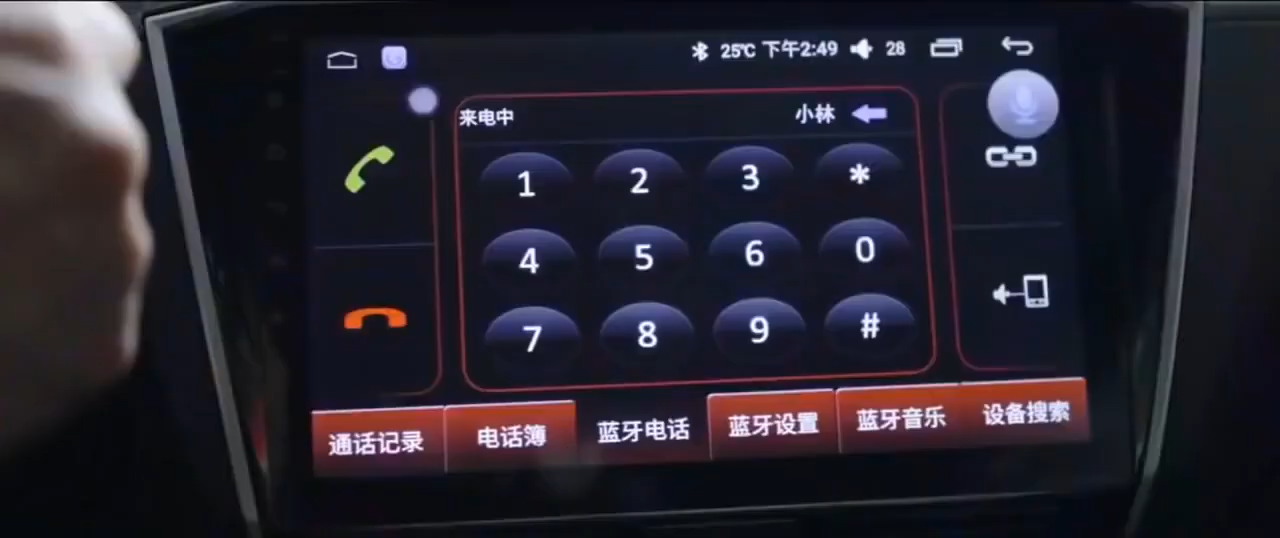 25℃ 下午2:49 28
来电中 小林
1 2 3 *
4 5 6 0
7 8 9 #
通话记录 电话簿 蓝牙电话 蓝牙设置 蓝牙音乐 设备搜索